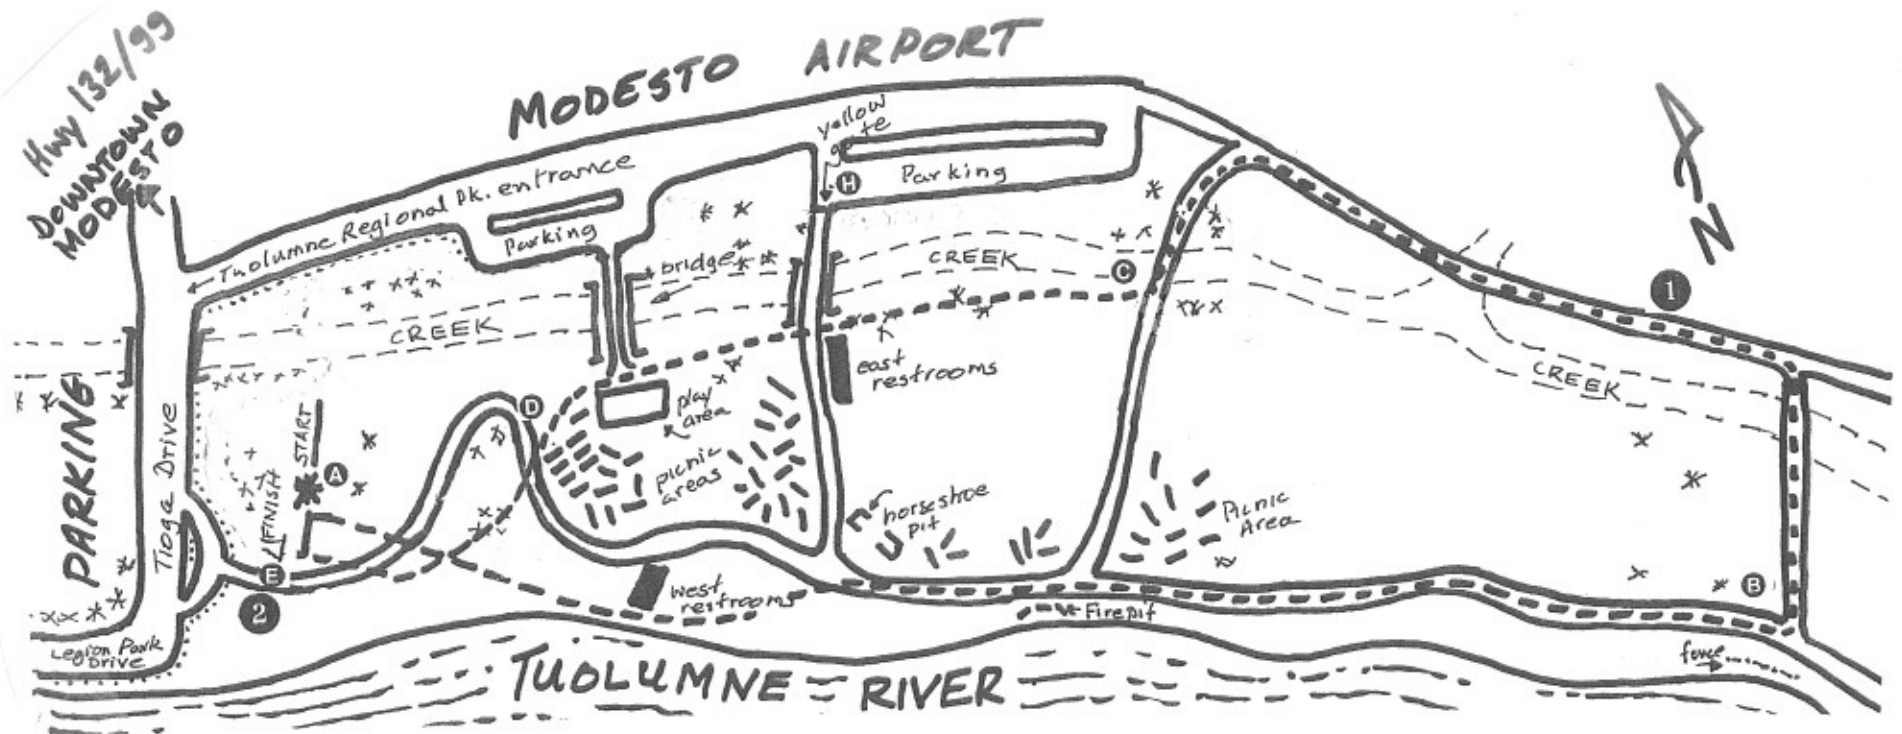 Hwy 132/99
DOWNTOWN
MODESTO
MODESTO AIRPORT
Tuolumne Regional Pk. entrance
Parking
bridge
yellow
gate
H
Parking
N
CREEK
CREEK
CREEK
C
1
PARKING
Tioga Drive
START
A
FINISH
E
2
D
play
area
picnic
areas
east
restrooms
horseshoe
pit
Picnic
Area
B
west
restrooms
Firepit
fence
Legion Park
Drive
TUOLUMNE RIVER